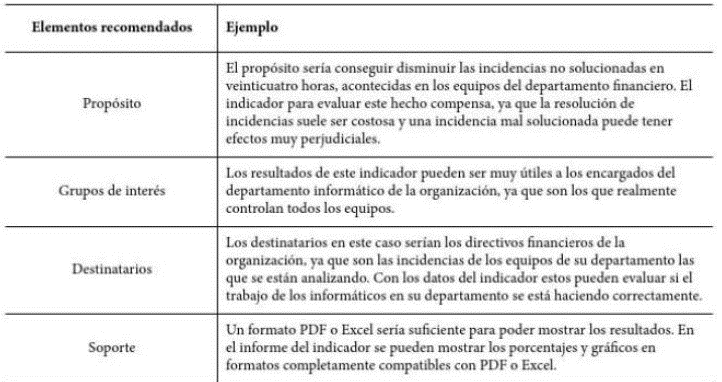 Elementos recomendados
Ejemplo
Propósito
El propósito sería conseguir disminuir las incidencias no solucionadas en
veinticuatro horas, acontecidas en los equipos del departamento financiero. El
indicador para evaluar este hecho compensa, ya que la resolución de
incidencias suele ser costosa y una incidencia mal solucionada puede tener
efectos muy perjudiciales.
Grupos de interés
Los resultados de este indicador pueden ser muy útiles a los encargados del
departamento informático de la organización, ya que son los que realmente
controlan todos los equipos.
Destinatarios
Los destinatarios en este caso serían los directivos financieros de la
organización, ya que son las incidencias de los equipos de su departamento las
que se están analizando. Con los datos del indicador estos pueden evaluar si el
trabajo de los informáticos en su departamento se está haciendo correctamente.
Soporte
Un formato PDF o Excel sería suficiente para poder mostrar los resultados. En
el informe del indicador se pueden mostrar los porcentajes y gráficos en
formatos completamente compatibles con PDF o Excel.